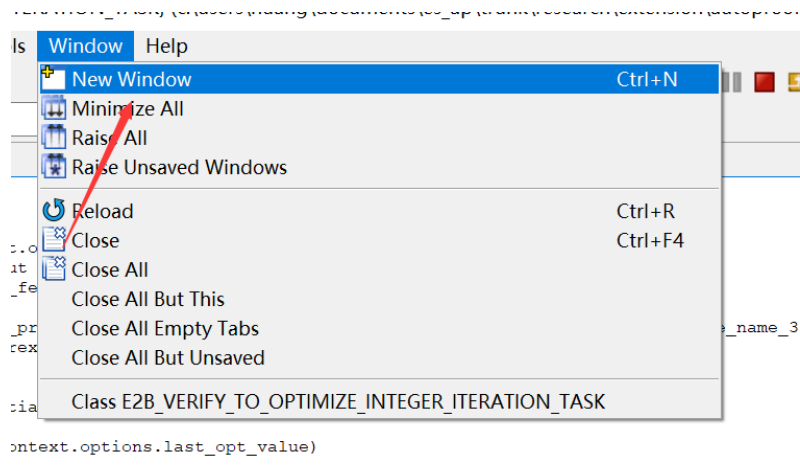 ls Window Help
New Window Ctrl+N
Minimize All
Raise All
Raise Unsaved Windows
Reload Ctrl+R
Close Ctrl+F4
Close All
Close All But This
Close All Empty Tabs
_name_3
Close All But Unsaved
Class E2B_VERIFY_TO_OPTIMIZE_INTEGER_ITERATION_TASK
ontext.options.last_opt_value)